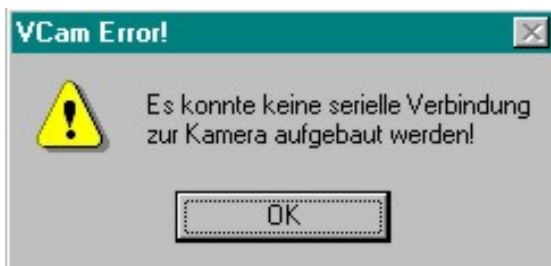 VCam Error!
Es konnte keine serielle Verbindung
zur Kamera aufgebaut werden!
OK